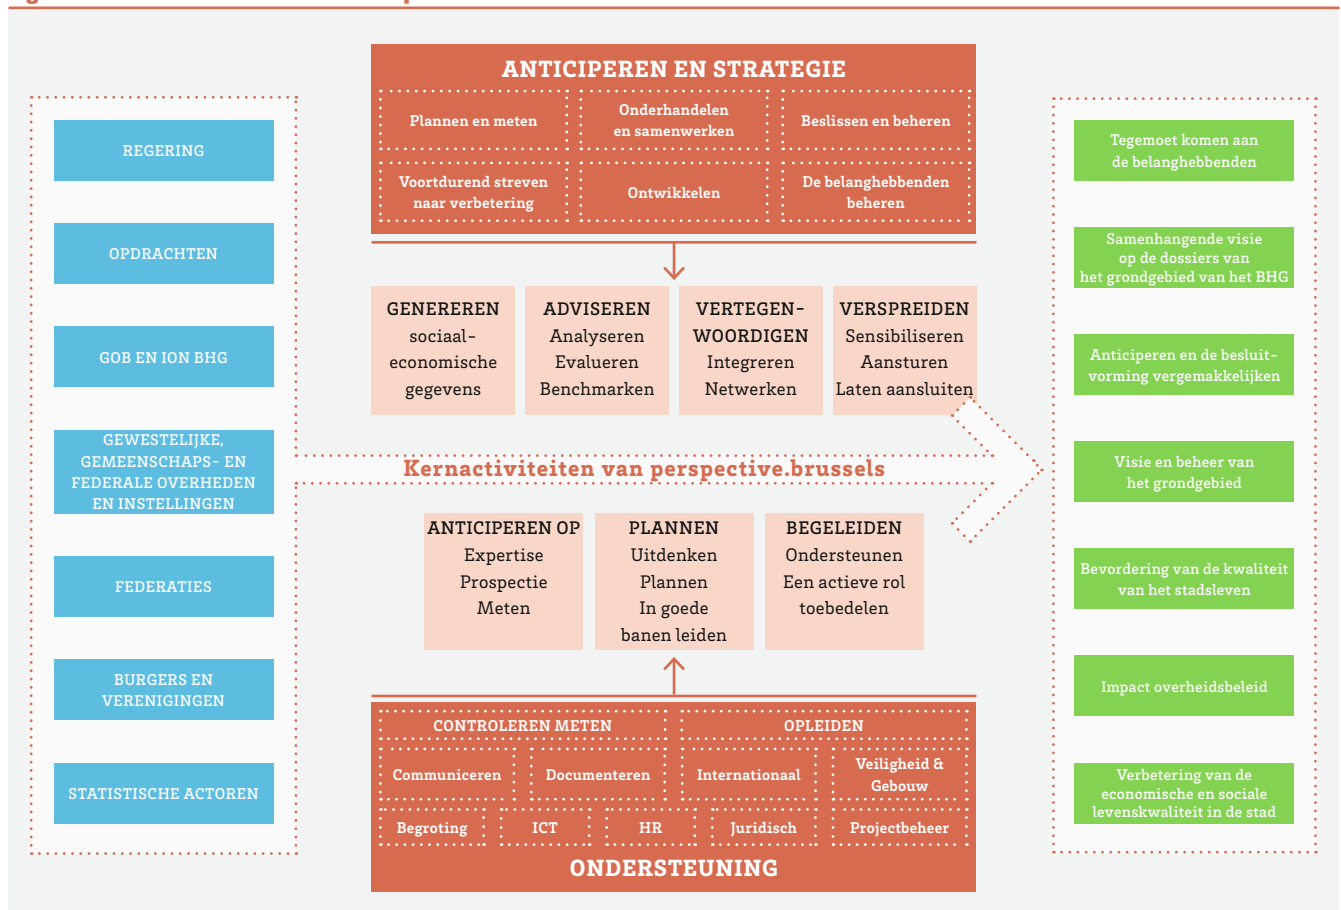 REGERING
OPDRACHTEN
GOB EN ION BHG
GEWESTELIJKE,
GEMEENSCHAPS- EN
FEDERALE OVERHEDEN
EN INSTELLINGEN
FEDERATIES
BURGERS EN
VERENIGINGEN
STATISTISCHE ACTOREN
ANTICIPEREN EN STRATEGIE
Plannen en meten
Onderhandelen
en samenwerken
Beslissen en beheren
Voortdurend streven
naar verbetering
Ontwikkelen
De belanghebbenden
beheren
GENEREREN
sociaal-
economische
gegevens
ADVISEREN
Analyseren
Evalueren
Benchmarken
VERTEGEN-
WOORDIGEN
Integreren
Netwerken
VERSPREIDEN
Sensibiliseren
Aansturen
Laten aansluiten
Kernactiviteiten van perspective.brussels
ANTICIPEREN OP
Expertise
Prospectie
Meten
PLANNEN
Uitdenken
Plannen
In goede
banen leiden
BEGELEIDEN
Ondersteunen
Een actieve rol
toebedelen
CONTROLEREN METEN
OPLEIDEN
Communiceren
Documenteren
Internationaal
Veiligheid &
Gebouw
Begroting
ICT
HR
Juridisch
Projectbeheer
ONDERSTEUNING
Tegemoet komen aan
de belanghebbenden
Samenhangende visie
op de dossiers van
het grondgebied van het BHG
Anticiperen en de besluit-
vorming vergemakkelijken
Visie en beheer van
het grondgebied
Bevordering van de kwaliteit
van het stadsleven
Impact overheidsbeleid
Verbetering van de
economische en sociale
levenskwaliteit in de stad